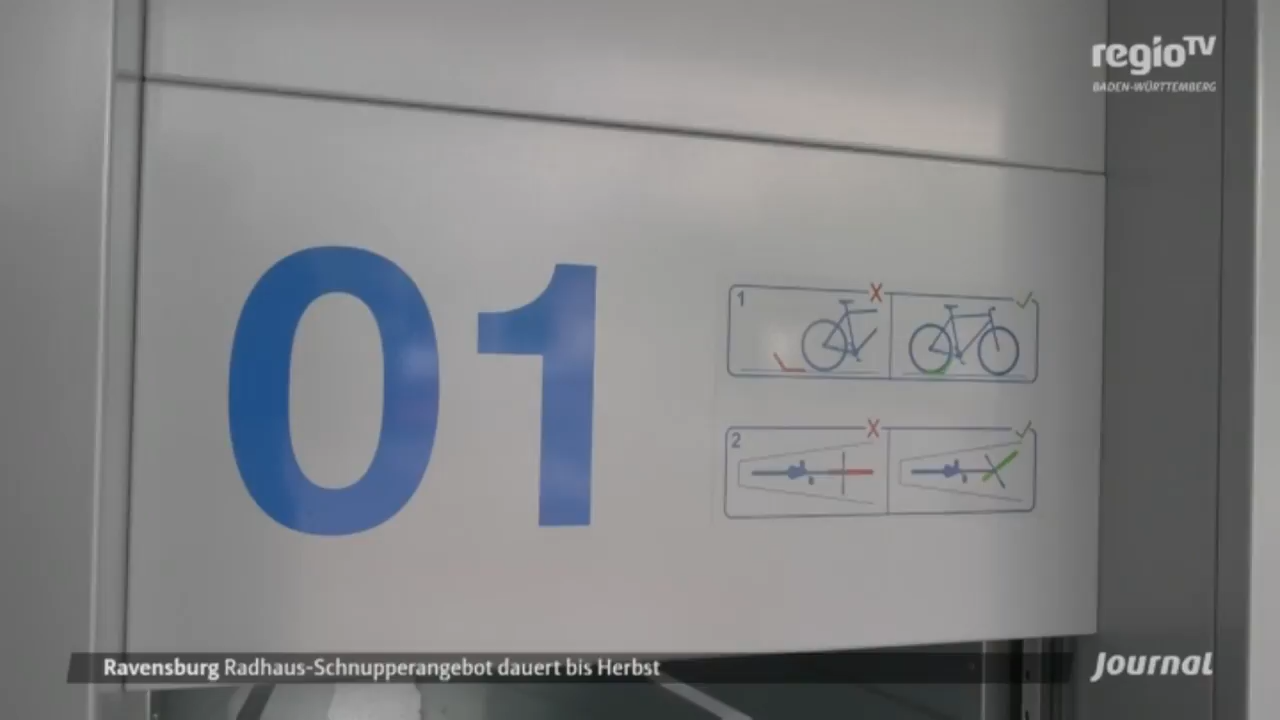 regioTV
BADEN-WÜRTTEMBERG
01
1
2
Ravensburg Radhaus-Schnupperangebot dauert bis Herbst
Journal